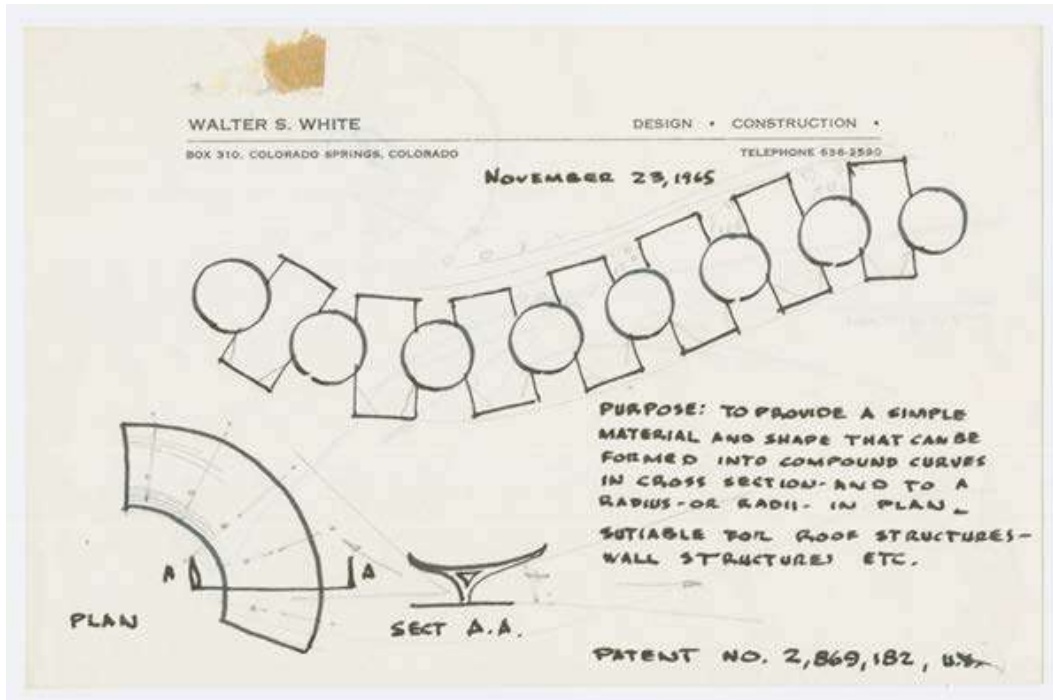 WALTER S. WHITE
DESIGN • CONSTRUCTION •
BOX 310, COLORADO SPRINGS, COLORADO
TELEPHONE 636-2590
NOVEMBER 23, 1965
PURPOSE: TO PROVIDE A SIMPLE
MATERIAL AND SHAPE THAT CAN BE
FORMED INTO COMPOUND CURVES
IN CROSS SECTION - AND TO A
RADIUS - OR RADII - IN PLAN.
SUTIABLE FOR ROOF STRUCTURES -
WALL STRUCTURES ETC.
A A
PLAN
SECT A.A.
PATENT NO. 2,869,182, U.S.